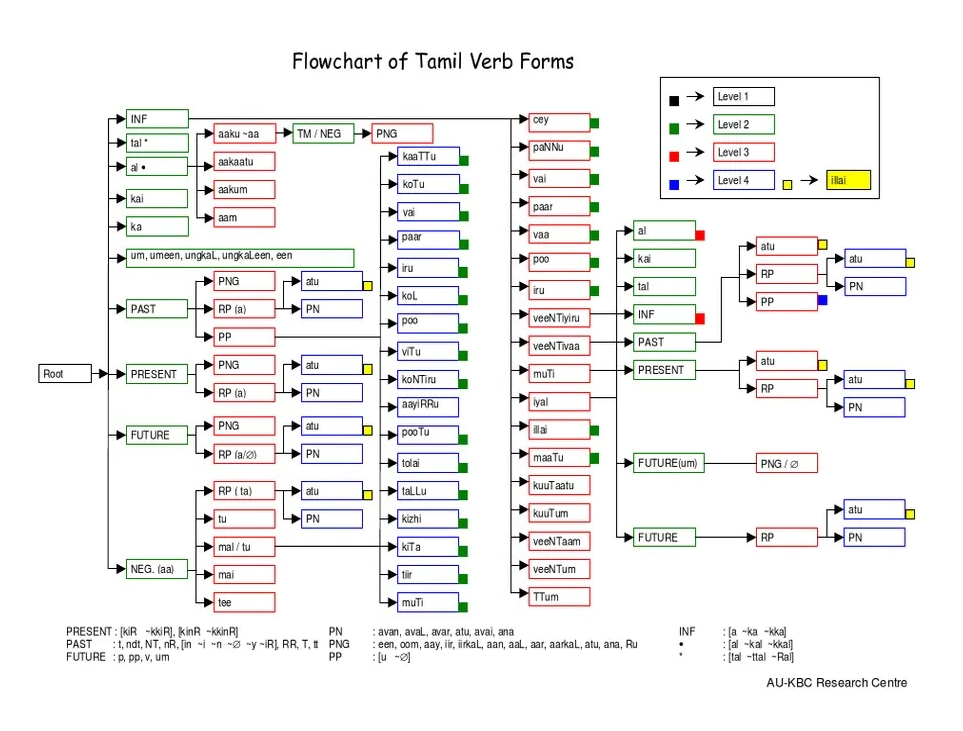 Flowchart of Tamil Verb Forms
Level 1
Level 2
Level 3
Level 4
illai
Root
INF
tal *
al •
kai
ka
um, umeen, ungkaL, ungkaLeen, een
PAST
PRESENT
FUTURE
NEG. (aa)
aaku ~aa
TM / NEG
PNG
aakaatu
aakum
aam
PNG
RP (a)
PP
atu
PN
PNG
RP (a)
atu
PN
PNG
RP (a/∅)
atu
PN
RP ( ta)
tu
mal / tu
mai
tee
atu
PN
kaaTTu
koTu
vai
paar
iru
koL
poo
viTu
koNTiru
aayiRRu
pooTu
tolai
taLLu
kizhi
kiTa
tiir
muTi
cey
paNNu
vai
paar
vaa
poo
iru
veeNTiyiru
veeNTivaa
muTi
iyal
illai
maaTu
kuuTaatu
kuuTum
veeNTaam
veeNTum
TTum
al
kai
tal
INF
PAST
PRESENT
FUTURE(um)
FUTURE
atu
RP
PP
atu
PN
atu
RP
atu
PN
PNG / ∅
RP
atu
PN
PRESENT : [kiR ~kkiR], [kinR ~kkinR]
PAST : t, ndt, NT, nR, [in ~i ~n ~∅ ~y ~iR], RR, T, tt
FUTURE : p, pp, v, um
PN : avan, avaL, avar, atu, avai, ana
PNG : een, oom, aay, iir, iirkaL, aan, aaL, aar, aarkaL, atu, ana, Ru
PP : [u ~∅]
INF : [a ~ka ~kka]
• : [al ~kal ~kkal]
* : [tal ~ttal ~Ral]
AU-KBC Research Centre